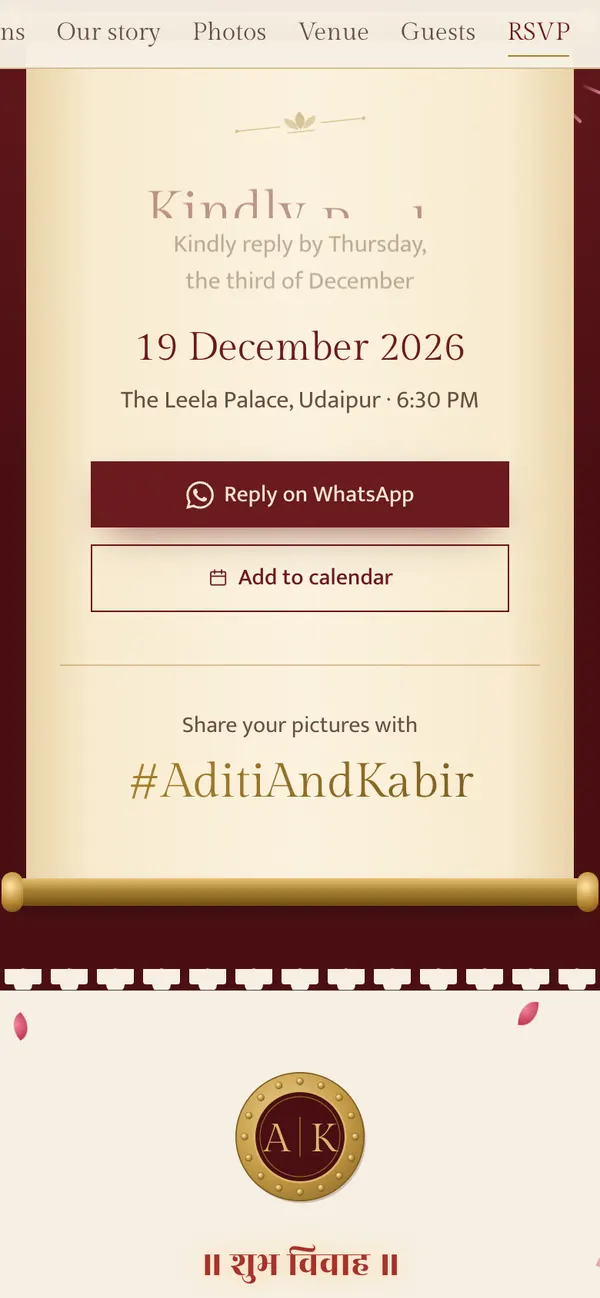 Our story Photos Venue Guests RSVP
Kindly
Kindly reply by Thursday,
the third of December
19 December 2026
The Leela Palace, Udaipur · 6:30 PM
Reply on WhatsApp
Add to calendar
Share your pictures with
#AditiAndKabir
A|K
॥ शुभ विवाह ॥